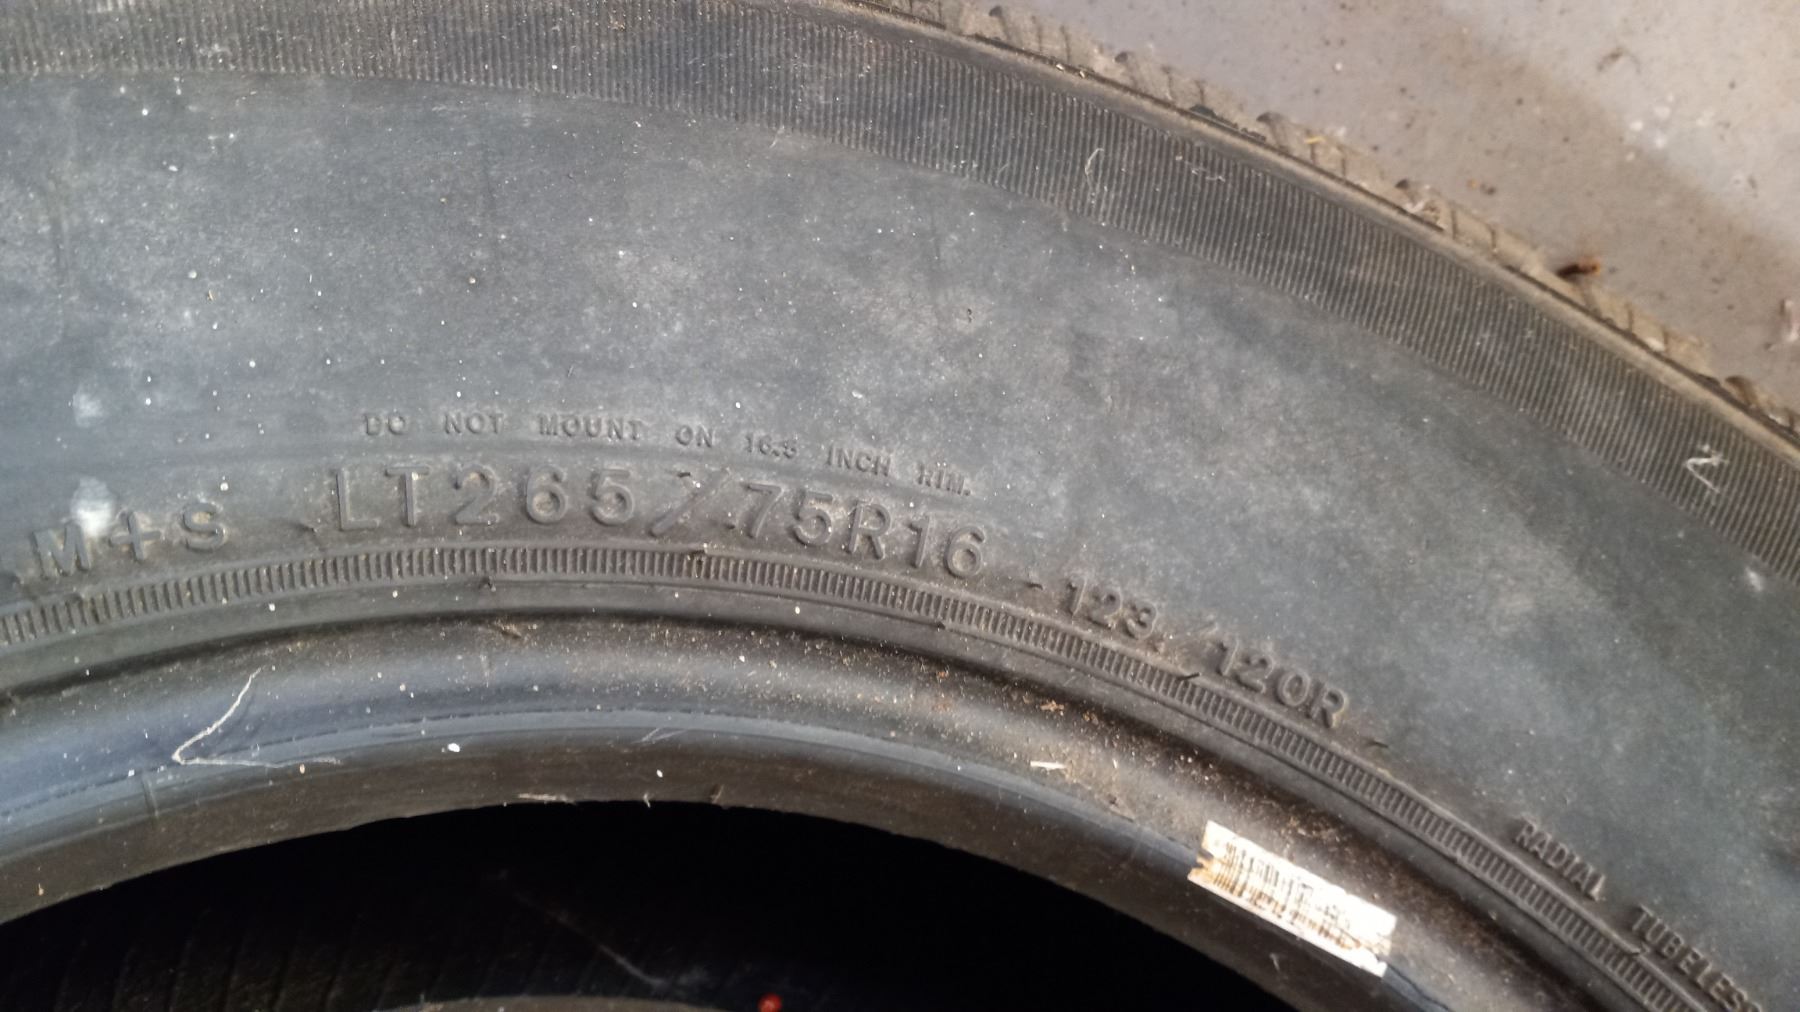 DO NOT MOUNT ON 16.5 INCH RIM.
M+S LT265/75R16 123/120R
RADIAL TUBELESS